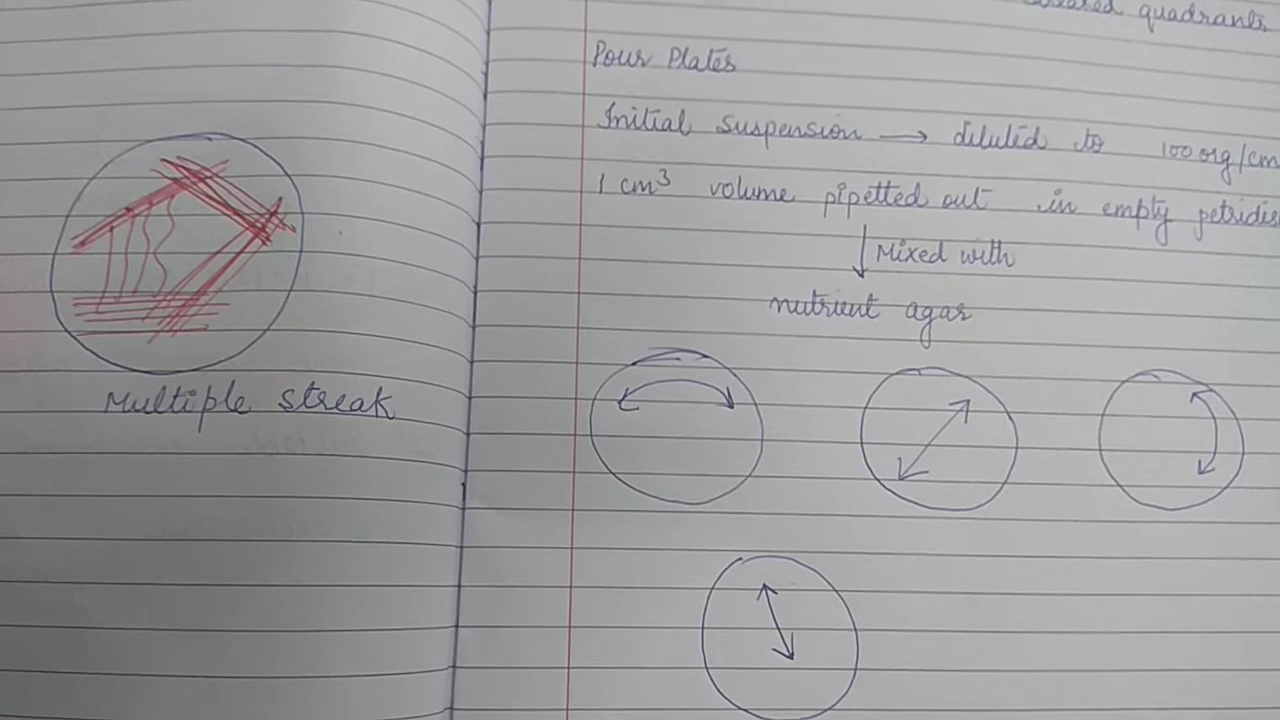 quadrants
Pour Plates
Initial suspension → diluted to 100 org/cm
1 cm³ volume pipetted out in empty petridis
Mixed with
nutrient agar
Multiple streak